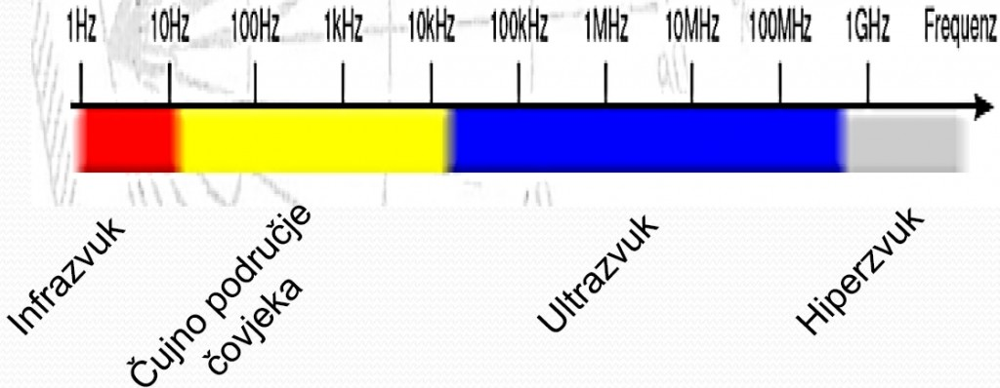 1Hz 10Hz 100Hz 1kHz 10kHz 100kHz 1MHz 10MHz 100MHz 1GHz Frequenz
Infrazvuk
Čujno područje
čovjeka
Ultrazvuk
Hiperzvuk